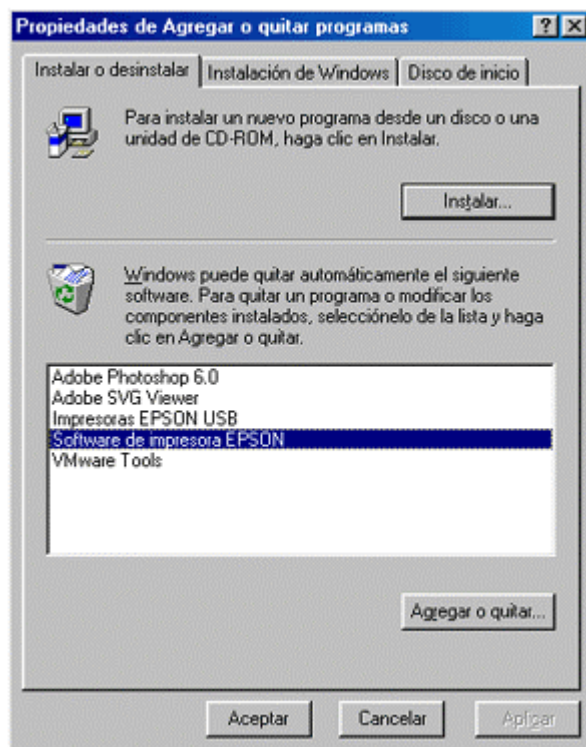 Propiedades de Agregar o quitar programas
Instalar o desinstalar
Instalación de Windows
Disco de inicio
Para instalar un nuevo programa desde un disco o una
unidad de CD-ROM, haga clic en Instalar.
Instalar...
Windows puede quitar automáticamente el siguiente
software. Para quitar un programa o modificar los
componentes instalados, selecciónelo de la lista y haga
clic en Agregar o quitar.
Adobe Photoshop 6.0
Adobe SVG Viewer
Impresoras EPSON USB
Software de impresora EPSON
VMware Tools
Agregar o quitar...
Aceptar
Cancelar
Aplicar